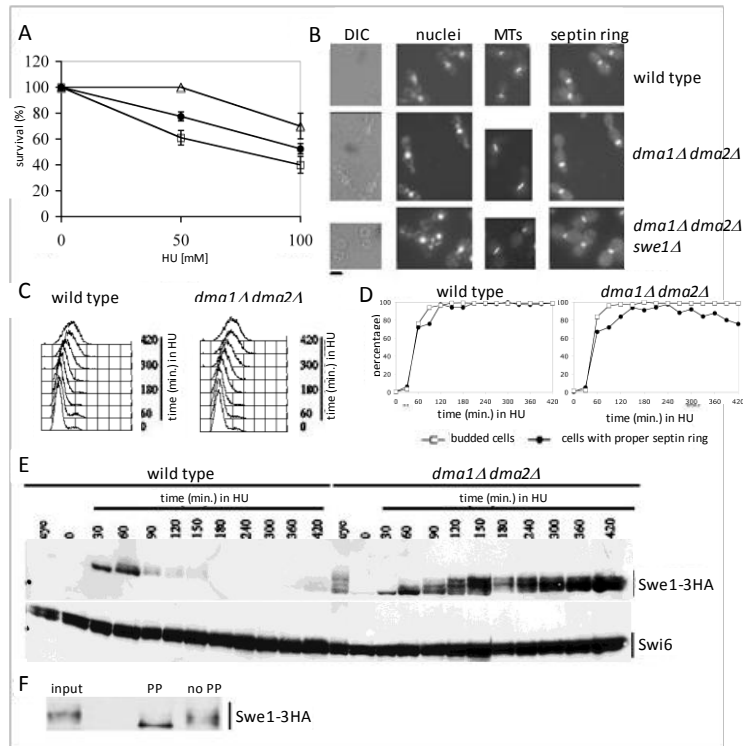 A
B
DIC
nuclei
MTs
septin ring
120
100
80
60
40
20
0
survival (%)
0
50
100
HU [mM]
wild type
dma1Δ dma2Δ
dma1Δ dma2Δ
swe1Δ
C
wild type
dma1Δ dma2Δ
420
300
180
60
0
time (min.) in HU
420
300
180
60
0
time (min.) in HU
D
wild type
dma1Δ dma2Δ
percentage)
100
80
60
40
20
0
0
60
120
180
240
300
360
420
time (min.) in HU
100
80
60
40
20
0
0
60
120
180
240
300
360
420
time (min.) in HU
budded cells
cells with proper septin ring
E
wild type
dma1Δ dma2Δ
time (min.) in HU
time (min.) in HU
cyc 0 30 60 90 120 150 180 240 300 360 420 cyc 0 30 60 90 120 150 180 240 300 360 420
Swe1-3HA
Swi6
F
input
PP
no PP
Swe1-3HA